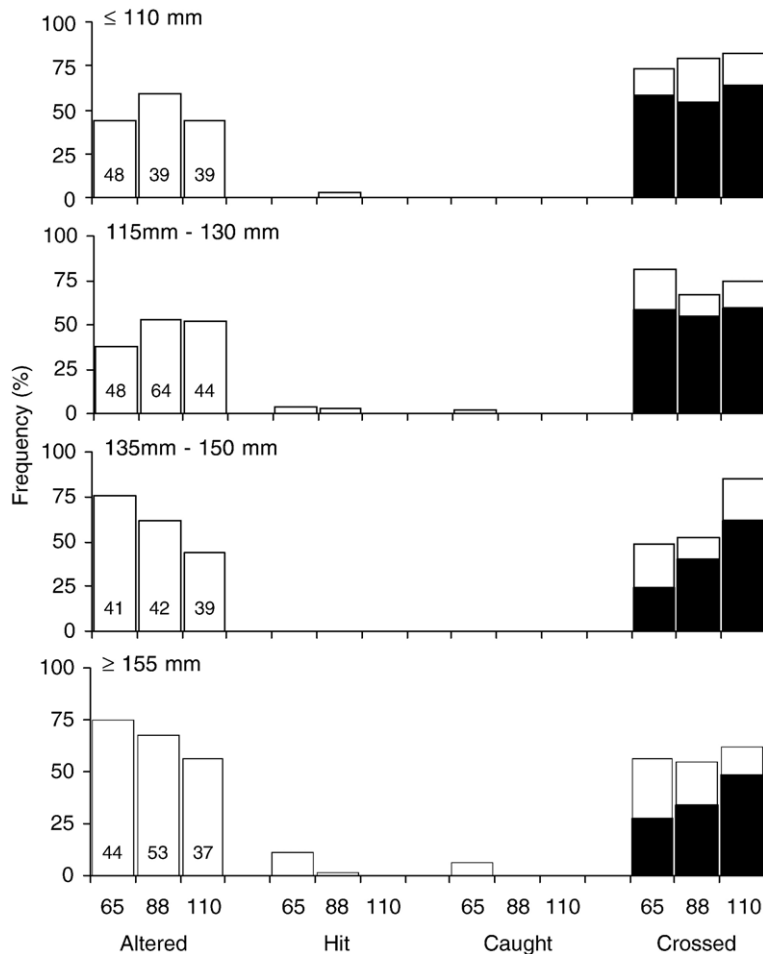 ≤ 110 mm
100
75
50
25
0
48 39 39
115mm - 130 mm
100
75
50
25
0
48 64 44
Frequency (%)
135mm - 150 mm
100
75
50
25
0
41 42 39
≥ 155 mm
100
75
50
25
0
44 53 37
65 88 110 65 88 110 65 88 110 65 88 110
Altered Hit Caught Crossed